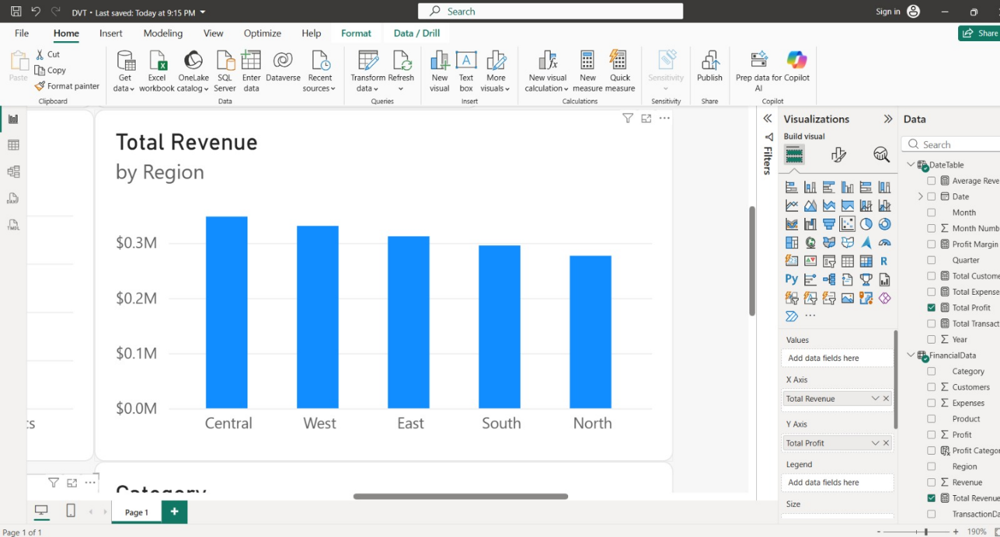 DVT • Last saved: Today at 9:15 PM
Search
Sign in
File Home Insert Modeling View Optimize Help Format Data / Drill
Share
Paste
Cut
Copy
Format painter
Clipboard
Get data
Excel workbook
OneLake catalog
SQL Server
Enter data
Dataverse
Recent sources
Data
Transform data
Refresh
Queries
New visual
Text box
More visuals
Insert
New visual calculation
New measure
Quick measure
Calculations
Sensitivity
Sensitivity
Publish
Share
Prep data for AI
Copilot
Copilot
Total Revenue
by Region
$0.3M
$0.2M
$0.1M
$0.0M
Central West East South North
Category
Filters
Visualizations
Build visual
R
Py
Values
Add data fields here
X Axis
Total Revenue
Y Axis
Total Profit
Legend
Add data fields here
Size
Data
Search
DateTable
Average Reve
Date
Month
Month Numb
Profit Margin
Quarter
Total Custome
Total Expense
Total Profit
Total Transact
Year
FinancialData
Category
Customers
Expenses
Product
Profit
Profit Categor
Region
Revenue
Total Revenue
TransactionDa
Page 1
Page 1 of 1
190%